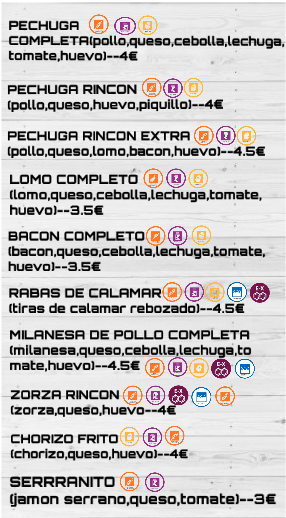 PECHUGA
COMPLETA(pollo,queso,cebolla,lechuga,
tomate,huevo)--4€
PECHUGA RINCON
(pollo,queso,huevo,piquillo)--4€
PECHUGA RINCON EXTRA
(pollo,queso,lomo,bacon,huevo)--4.5€
LOMO COMPLETO
(lomo,queso,cebolla,lechuga,tomate,
huevo)--3.5€
BACON COMPLETO
(bacon,queso,cebolla,lechuga,tomate,
huevo)--3.5€
RABAS DE CALAMAR
(tiras de calamar rebozado)--4.5€
MILANESA DE POLLO COMPLETA
(milanesa,queso,cebolla,lechuga,to
mate,huevo)--4.5€
ZORZA RINCON
(zorza,queso,huevo--4€
CHORIZO FRITO
(chorizo,queso,huevo)--4€
SERRRANITO
(jamon serrano,queso,tomate)--3€